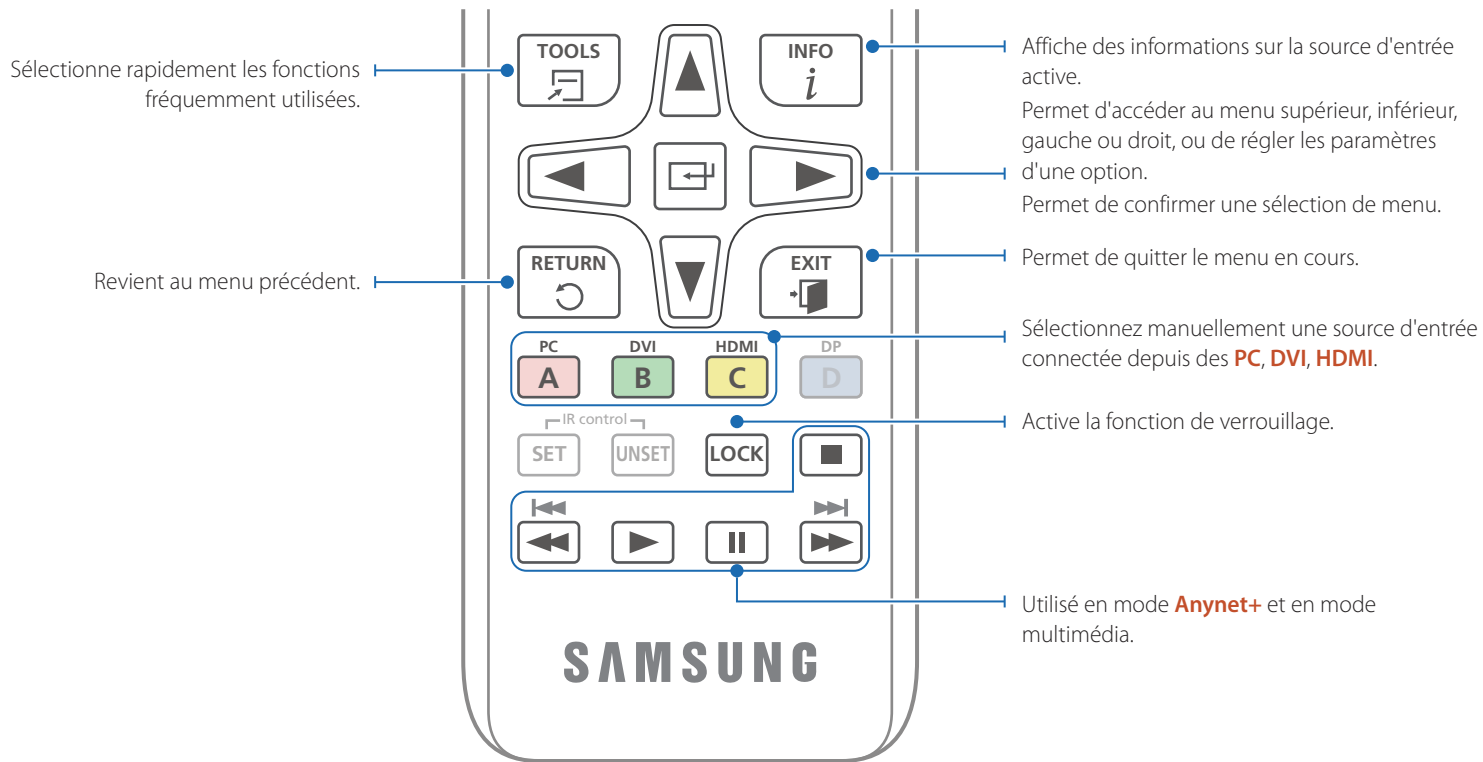 TOOLS
INFO
i
Sélectionne rapidement les fonctions
fréquemment utilisées.
Affiche des informations sur la source d'entrée
active.
Permet d'accéder au menu supérieur, inférieur,
gauche ou droit, ou de régler les paramètres
d'une option.
Permet de confirmer une sélection de menu.
RETURN
EXIT
Revient au menu précédent.
Permet de quitter le menu en cours.
PC DVI HDMI DP
A B C D
Sélectionnez manuellement une source d'entrée
connectée depuis des PC, DVI, HDMI.
IR control
SET UNSET LOCK
Active la fonction de verrouillage.
Utilisé en mode Anynet+ et en mode
multimédia.
SAMSUNG